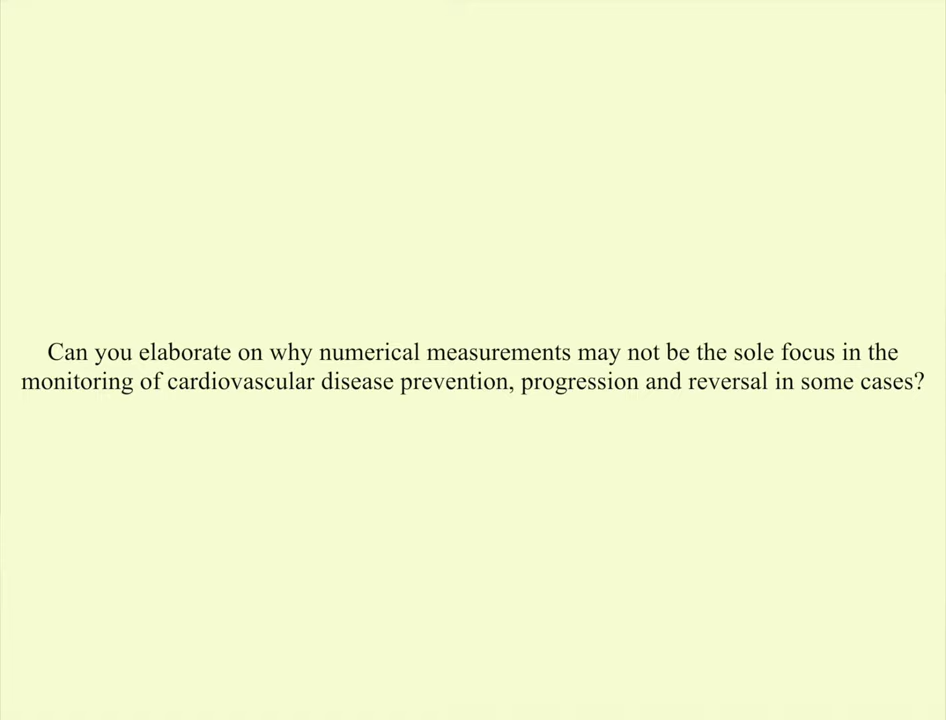 Can you elaborate on why numerical measurements may not be the sole focus in the
monitoring of cardiovascular disease prevention, progression and reversal in some cases?